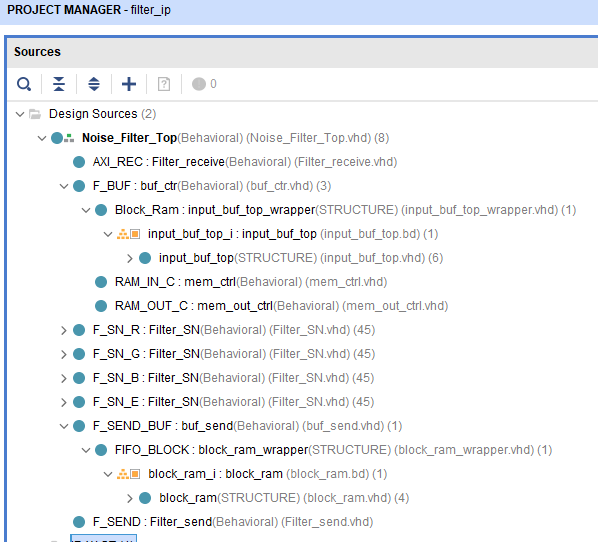 PROJECT MANAGER - filter_ip
Sources
0
Design Sources (2)
Noise_Filter_Top(Behavioral) (Noise_Filter_Top.vhd) (8)
AXI_REC : Filter_receive(Behavioral) (Filter_receive.vhd)
F_BUF : buf_ctr(Behavioral) (buf_ctr.vhd) (3)
Block_Ram : input_buf_top_wrapper(STRUCTURE) (input_buf_top_wrapper.vhd) (1)
input_buf_top_i : input_buf_top (input_buf_top.bd) (1)
input_buf_top(STRUCTURE) (input_buf_top.vhd) (6)
RAM_IN_C : mem_ctrl(Behavioral) (mem_ctrl.vhd)
RAM_OUT_C : mem_out_ctrl(Behavioral) (mem_out_ctrl.vhd)
F_SN_R : Filter_SN(Behavioral) (Filter_SN.vhd) (45)
F_SN_G : Filter_SN(Behavioral) (Filter_SN.vhd) (45)
F_SN_B : Filter_SN(Behavioral) (Filter_SN.vhd) (45)
F_SN_E : Filter_SN(Behavioral) (Filter_SN.vhd) (45)
F_SEND_BUF : buf_send(Behavioral) (buf_send.vhd) (1)
FIFO_BLOCK : block_ram_wrapper(STRUCTURE) (block_ram_wrapper.vhd) (1)
block_ram_i : block_ram (block_ram.bd) (1)
block_ram(STRUCTURE) (block_ram.vhd) (4)
F_SEND : Filter_send(Behavioral) (Filter_send.vhd)